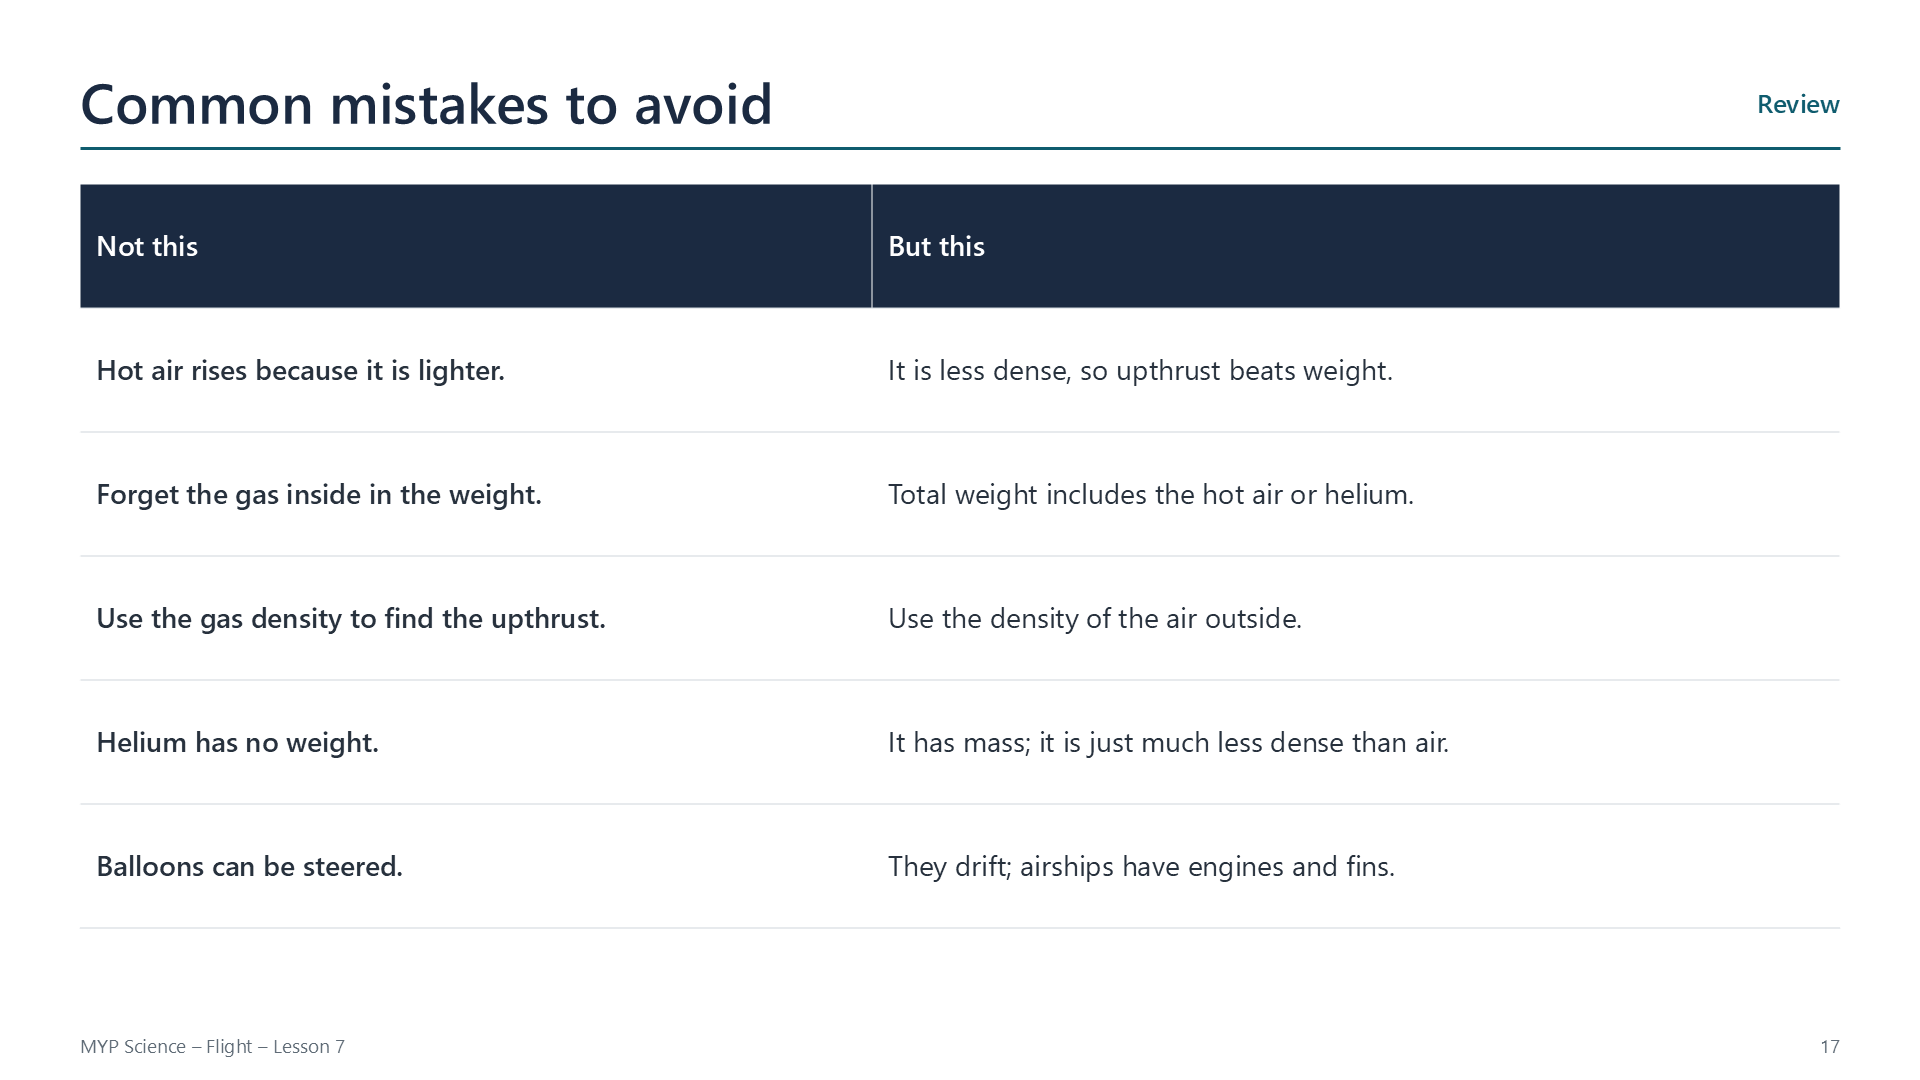 Common mistakes to avoid
Review
Not this
But this
Hot air rises because it is lighter.
It is less dense, so upthrust beats weight.
Forget the gas inside in the weight.
Total weight includes the hot air or helium.
Use the gas density to find the upthrust.
Use the density of the air outside.
Helium has no weight.
It has mass; it is just much less dense than air.
Balloons can be steered.
They drift; airships have engines and fins.
MYP Science – Flight – Lesson 7
17